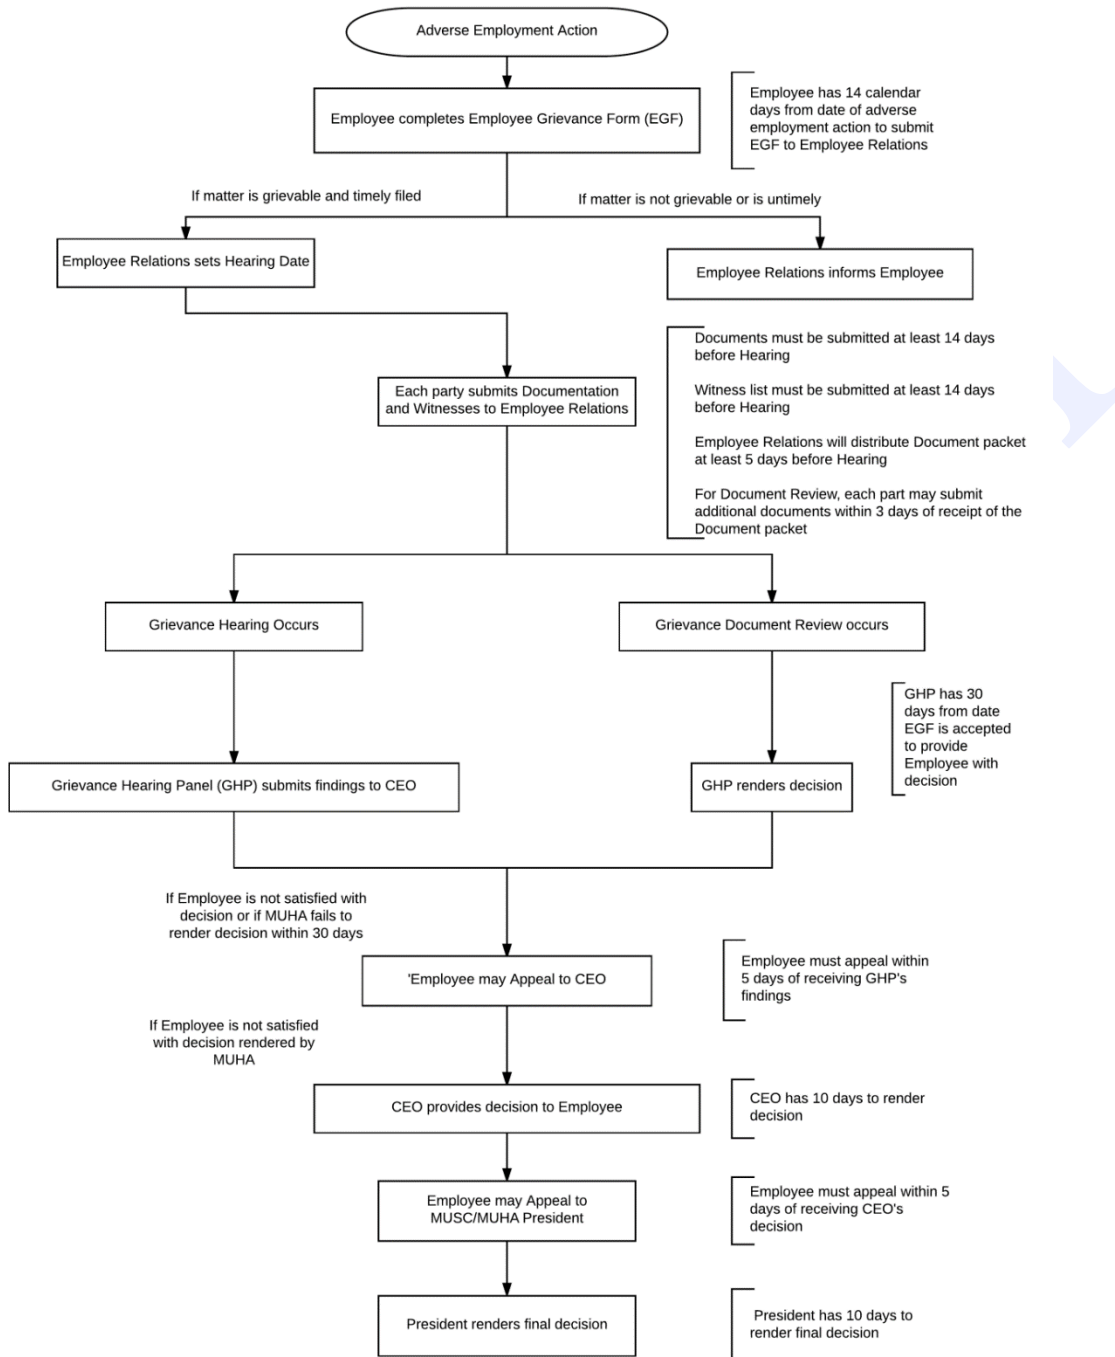 Adverse Employment Action
Employee completes Employee Grievance Form (EGF)
Employee has 14 calendar
days from date of adverse
employment action to submit
EGF to Employee Relations
If matter is grievable and timely filed
If matter is not grievable or is untimely
Employee Relations sets Hearing Date
Employee Relations informs Employee
Each party submits Documentation
and Witnesses to Employee Relations
Documents must be submitted at least 14 days
before Hearing
Witness list must be submitted at least 14 days
before Hearing
Employee Relations will distribute Document packet
at least 5 days before Hearing
For Document Review, each part may submit
additional documents within 3 days of receipt of the
Document packet
Grievance Hearing Occurs
Grievance Document Review occurs
GHP has 30
days from date
EGF is accepted
to provide
Employee with
decision
Grievance Hearing Panel (GHP) submits findings to CEO
GHP renders decision
If Employee is not satisfied with
decision or if MUHA fails to
render decision within 30 days
'Employee may Appeal to CEO
Employee must appeal within
5 days of receiving GHP's
findings
If Employee is not satisfied
with decision rendered by
MUHA
CEO provides decision to Employee
CEO has 10 days to render
decision
Employee may Appeal to
MUSC/MUHA President
Employee must appeal within 5
days of receiving CEO's
decision
President renders final decision
President has 10 days to
render final decision